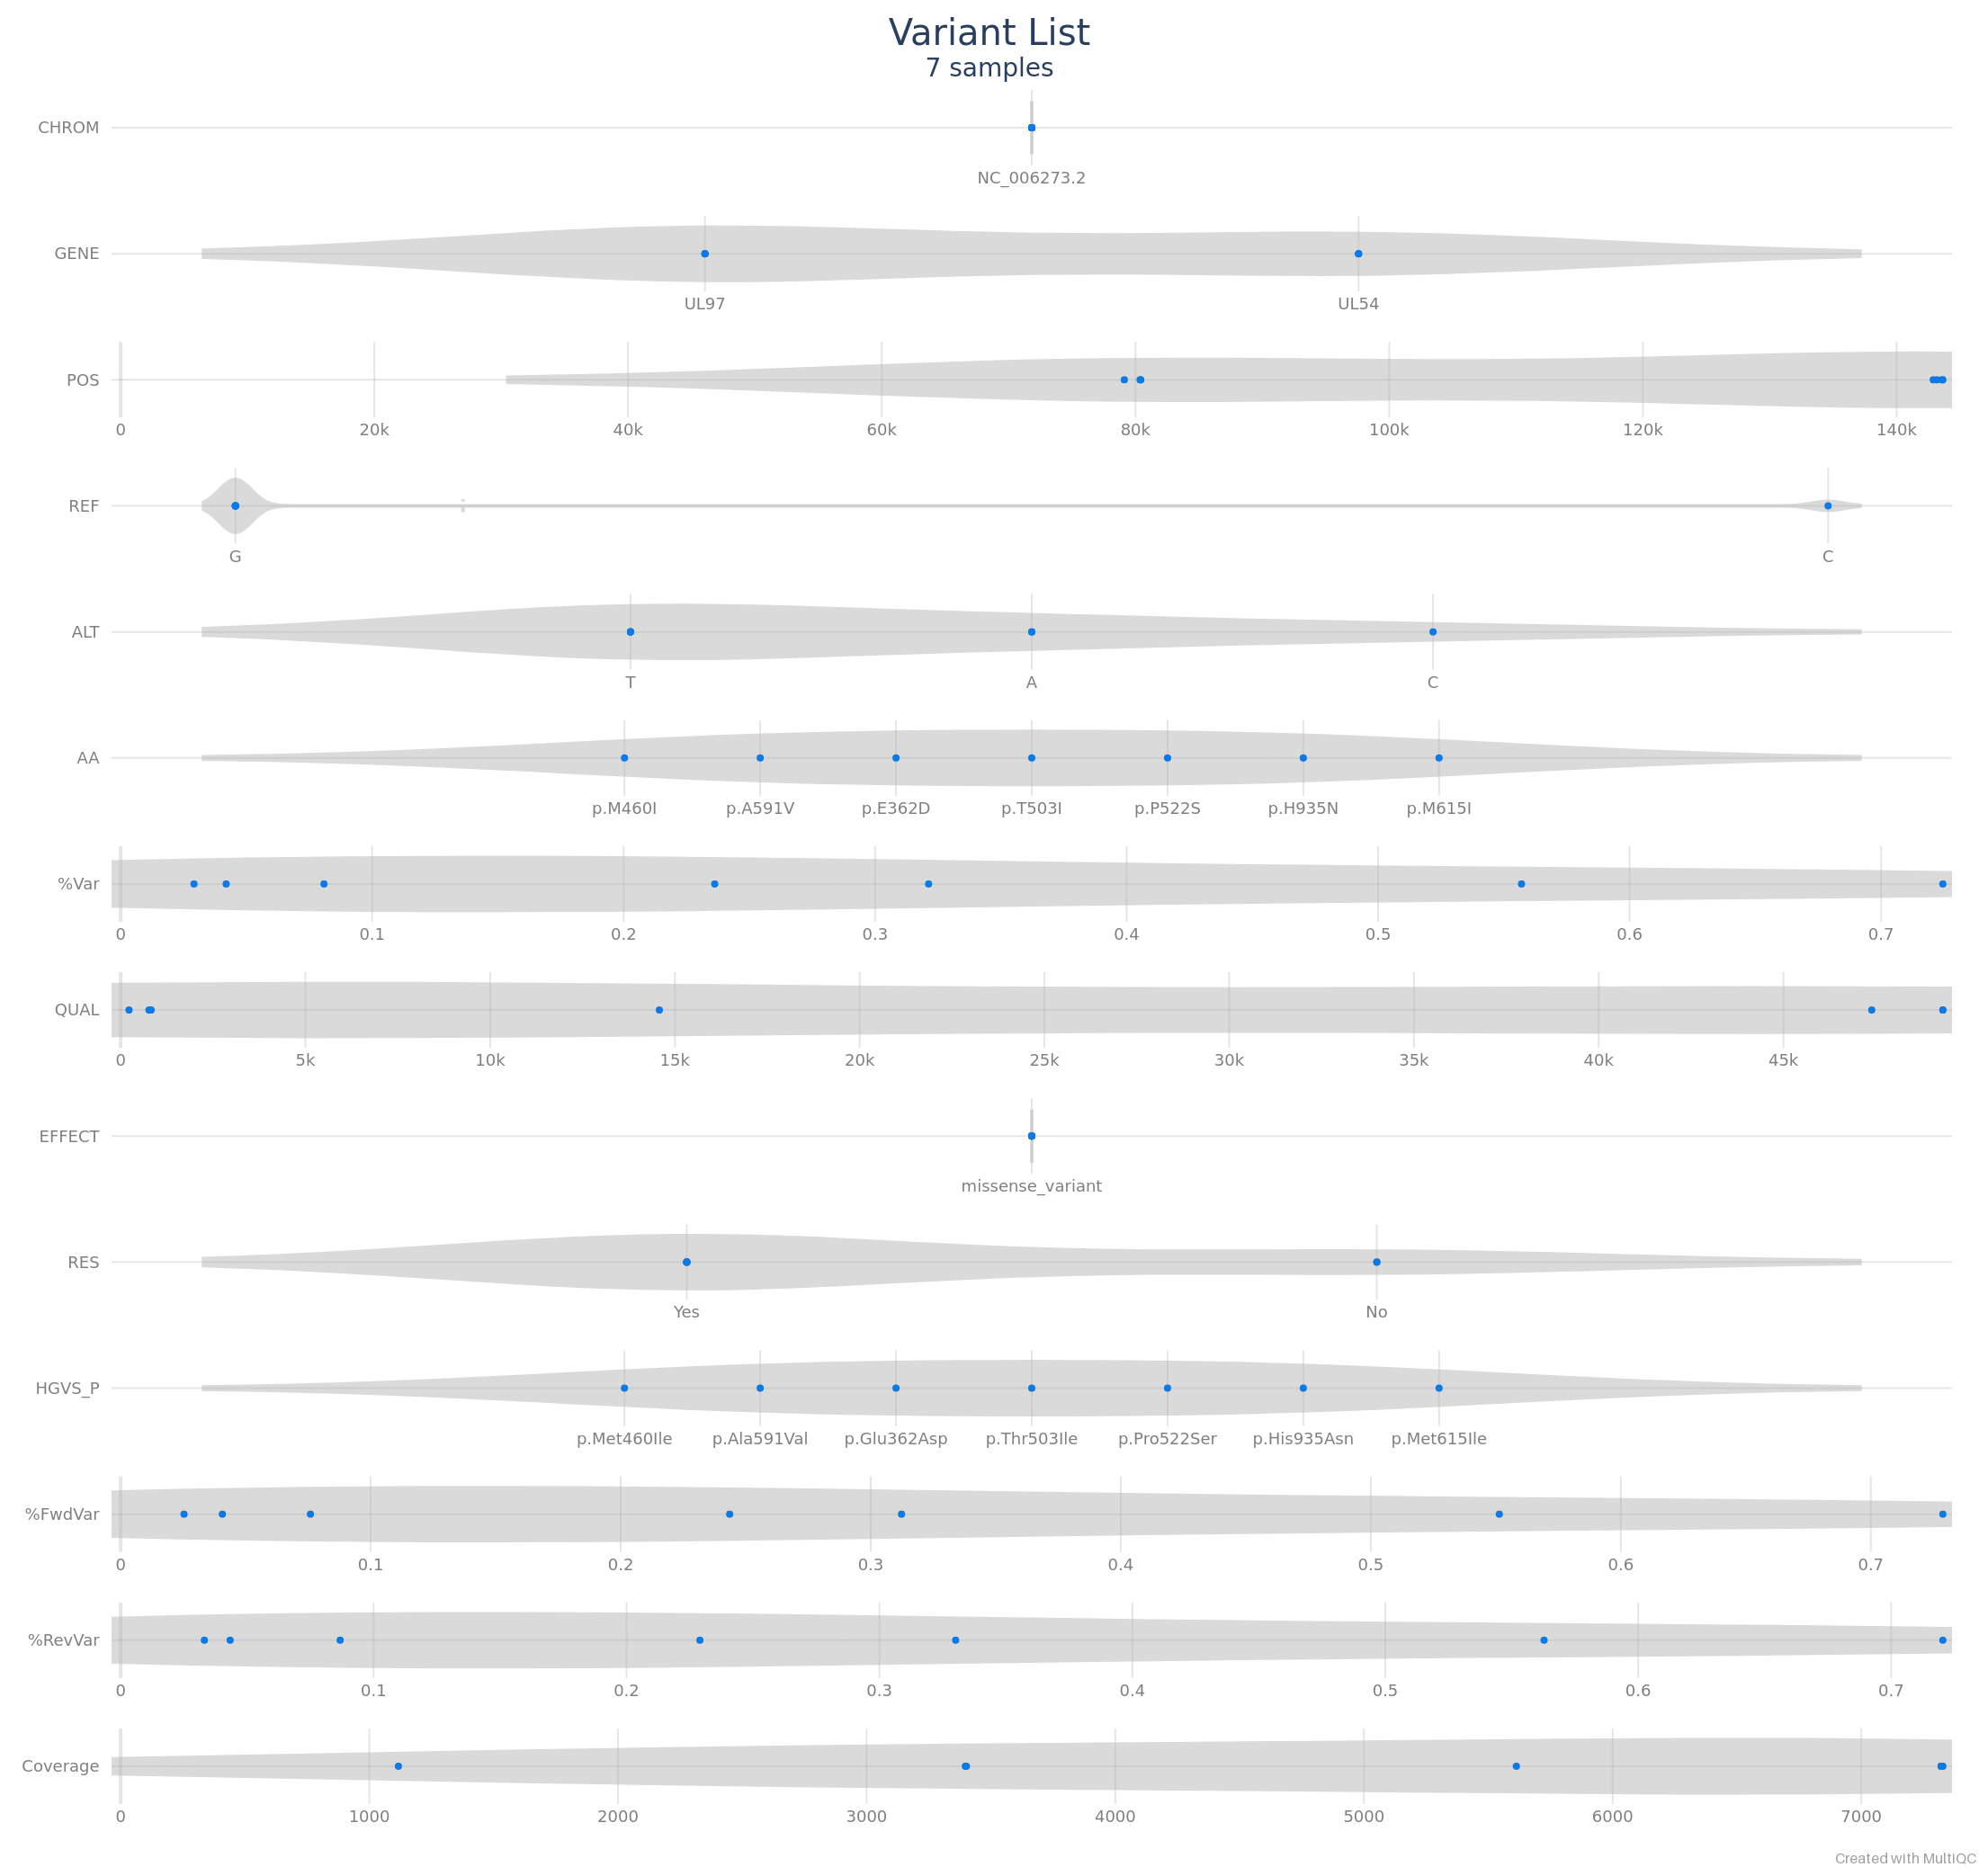 Variant List
7 samples
CHROM
NC_006273.2
GENE
UL97 UL54
POS
0 20k 40k 60k 80k 100k 120k 140k
REF
G C
ALT
T A C
AA
p.M460I p.A591V p.E362D p.T503I p.P522S p.H935N p.M615I
%Var
0 0.1 0.2 0.3 0.4 0.5 0.6 0.7
QUAL
0 5k 10k 15k 20k 25k 30k 35k 40k 45k
EFFECT
missense_variant
RES
Yes No
HGVS_P
p.Met460Ile p.Ala591Val p.Glu362Asp p.Thr503Ile p.Pro522Ser p.His935Asn p.Met615Ile
%FwdVar
0 0.1 0.2 0.3 0.4 0.5 0.6 0.7
%RevVar
0 0.1 0.2 0.3 0.4 0.5 0.6 0.7
Coverage
0 1000 2000 3000 4000 5000 6000 7000
Created with MultiQC